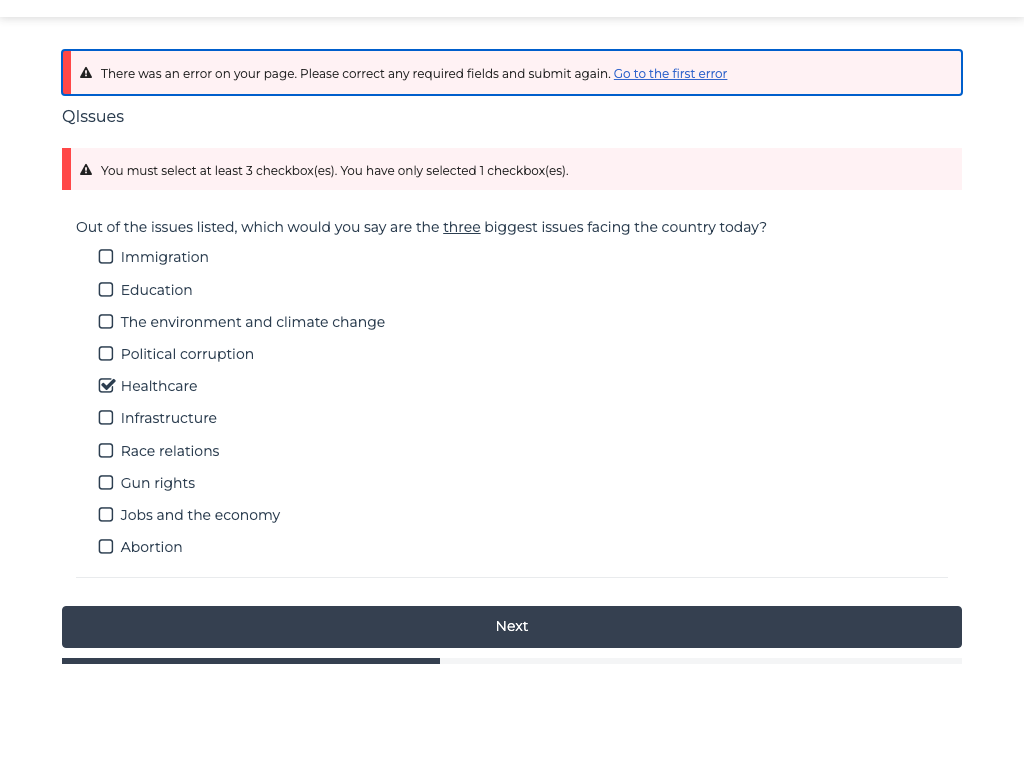 There was an error on your page. Please correct any required fields and submit again. Go to the first error
QIssues
You must select at least 3 checkbox(es). You have only selected 1 checkbox(es).
Out of the issues listed, which would you say are the three biggest issues facing the country today?
Immigration
Education
The environment and climate change
Political corruption
Healthcare
Infrastructure
Race relations
Gun rights
Jobs and the economy
Abortion
Next